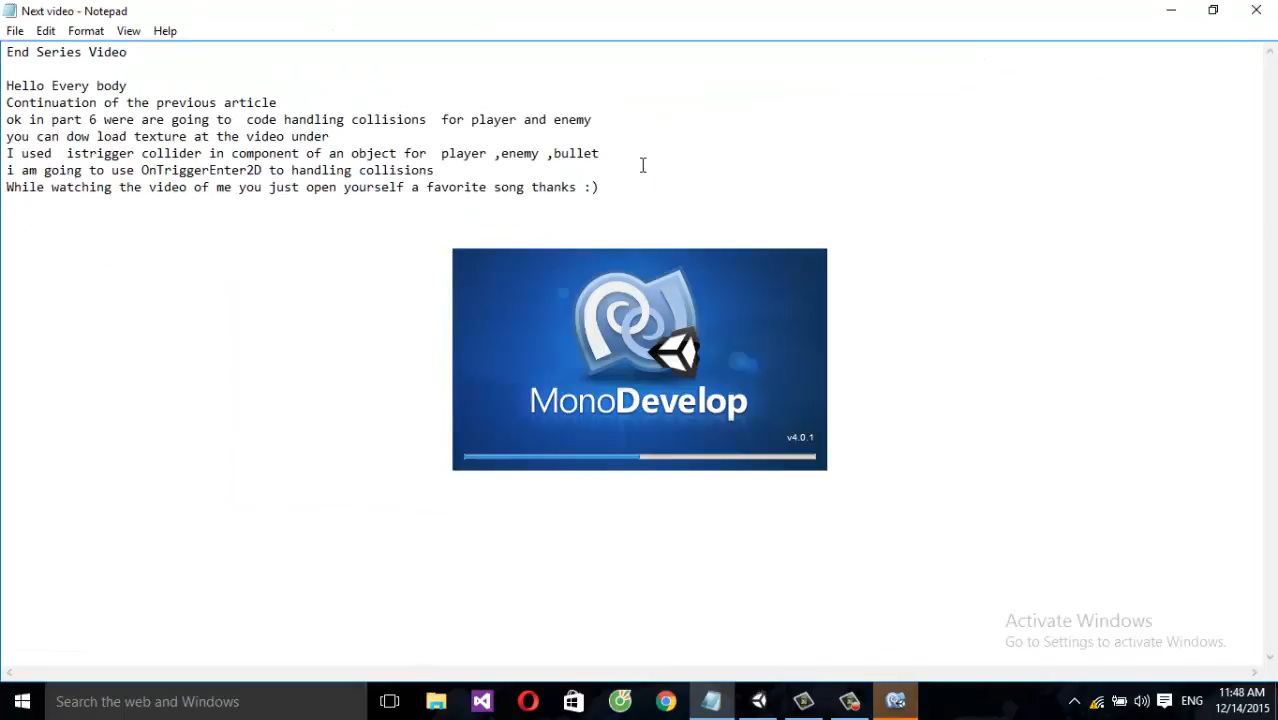 Next video - Notepad
File Edit Format View Help
End Series Video
Hello Every body
Continuation of the previous article
ok in part 6 were are going to  code handling collisions  for player and enemy
you can dow load texture at the video under
I used  istrigger collider in component of an object for  player ,enemy ,bullet
i am going to use OnTriggerEnter2D to handling collisions
While watching the video of me you just open yourself a favorite song thanks :)
MonoDevelop
v4.0.1
Activate Windows
Go to Settings to activate Windows.
Search the web and Windows
ENG
11:48 AM
12/14/2015